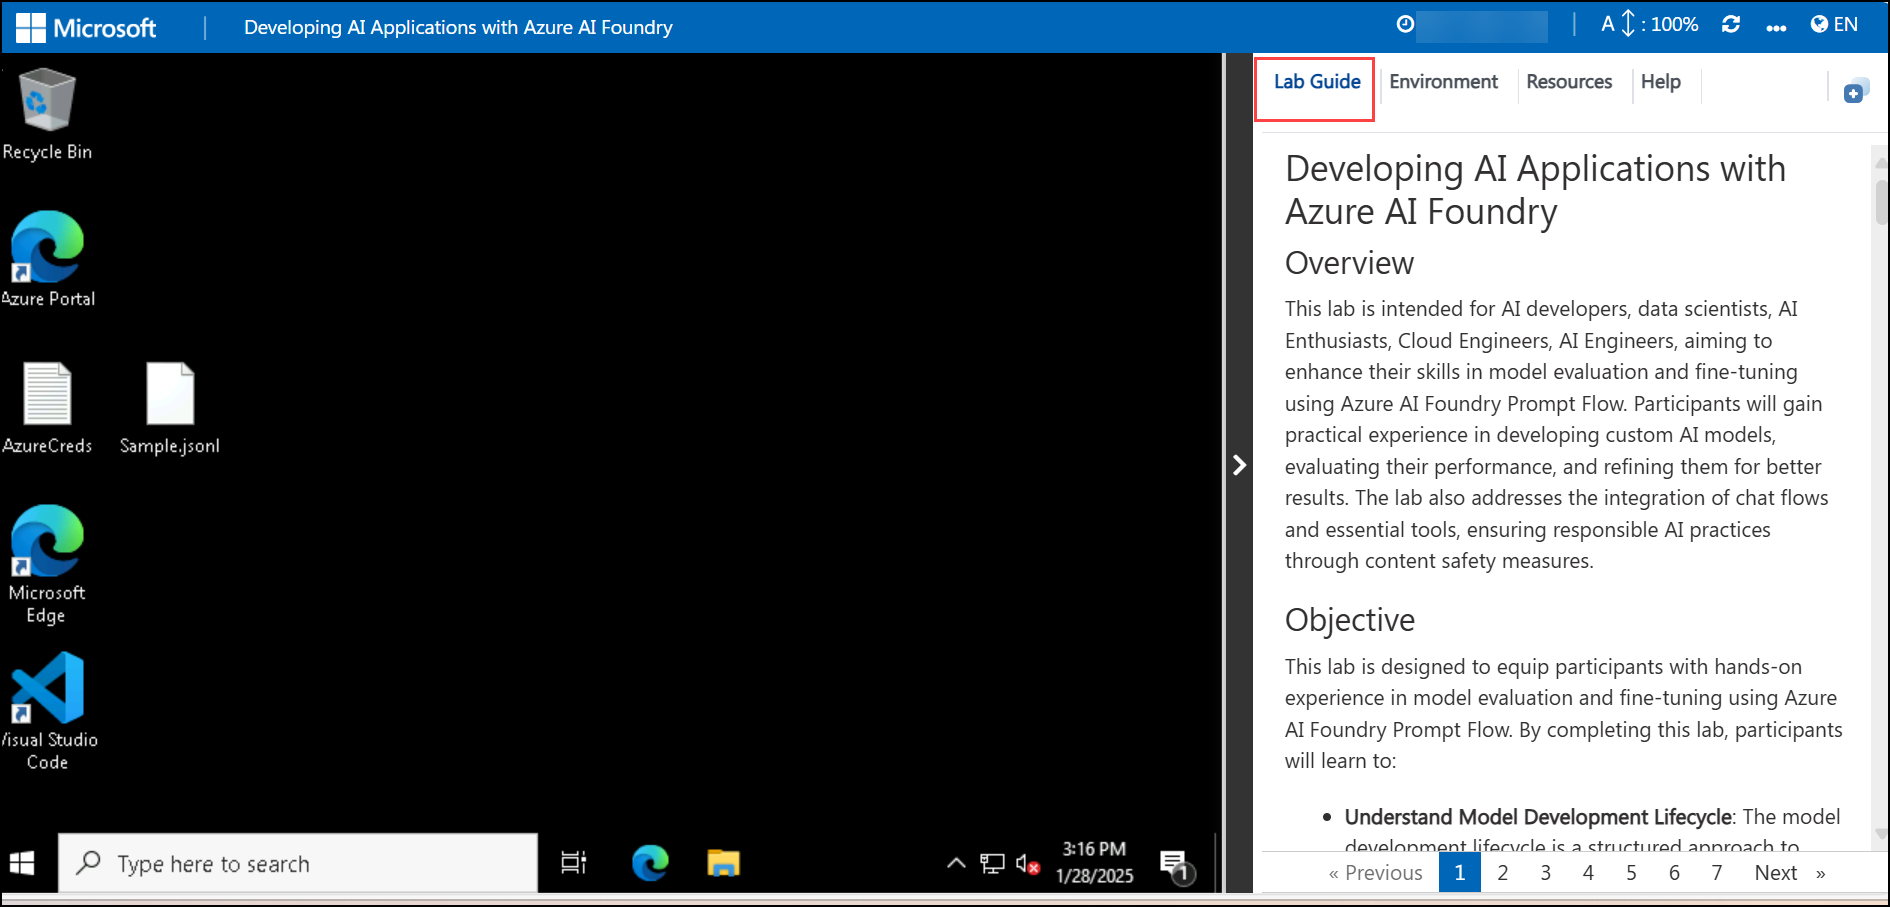 Microsoft
Developing AI Applications with Azure AI Foundry
A : 100%
EN
Recycle Bin
Azure Portal
AzureCreds
Sample.jsonl
Microsoft
Edge
Visual Studio
Code
Type here to search
3:16 PM
1/28/2025
1
Lab Guide
Environment
Resources
Help
Developing AI Applications with
Azure AI Foundry
Overview
This lab is intended for AI developers, data scientists, AI
Enthusiasts, Cloud Engineers, AI Engineers, aiming to
enhance their skills in model evaluation and fine-tuning
using Azure AI Foundry Prompt Flow. Participants will gain
practical experience in developing custom AI models,
evaluating their performance, and refining them for better
results. The lab also addresses the integration of chat flows
and essential tools, ensuring responsible AI practices
through content safety measures.
Objective
This lab is designed to equip participants with hands-on
experience in model evaluation and fine-tuning using Azure
AI Foundry Prompt Flow. By completing this lab, participants
will learn to:
• Understand Model Development Lifecycle: The model
development lifecycle is a structured approach to
« Previous 1 2 3 4 5 6 7 Next »